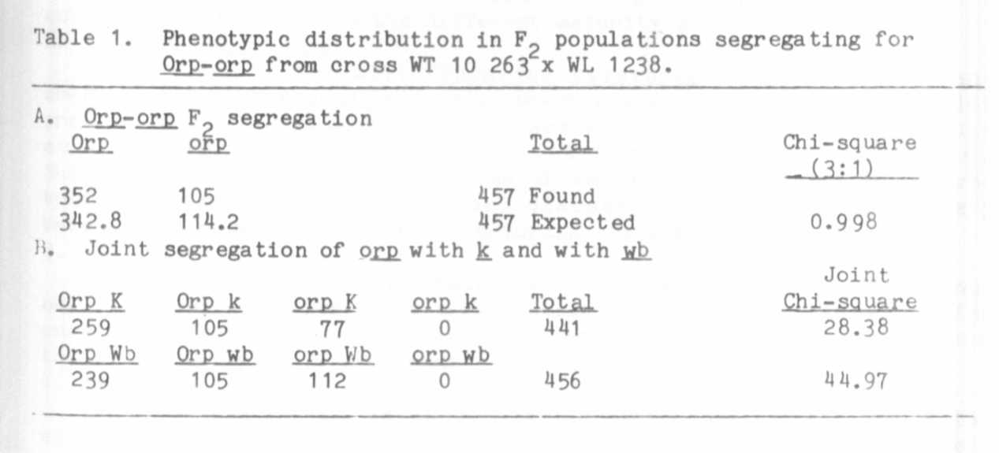 Table 1. Phenotypic distribution in F2 populations segregating for
Orp-orp from cross WT 10 263 x WL 1238.
A. Orp-orp F2 segregation
Orp orp Total Chi-square
(3:1)
352 105 457 Found
342.8 114.2 457 Expected 0.998
B. Joint segregation of orp with k and with wb
Joint
Orp K Orp k orp K orp k Total Chi-square
259 105 77 0 441 28.38
Orp Wb Orp wb orp Wb orp wb
239 105 112 0 456 44.97